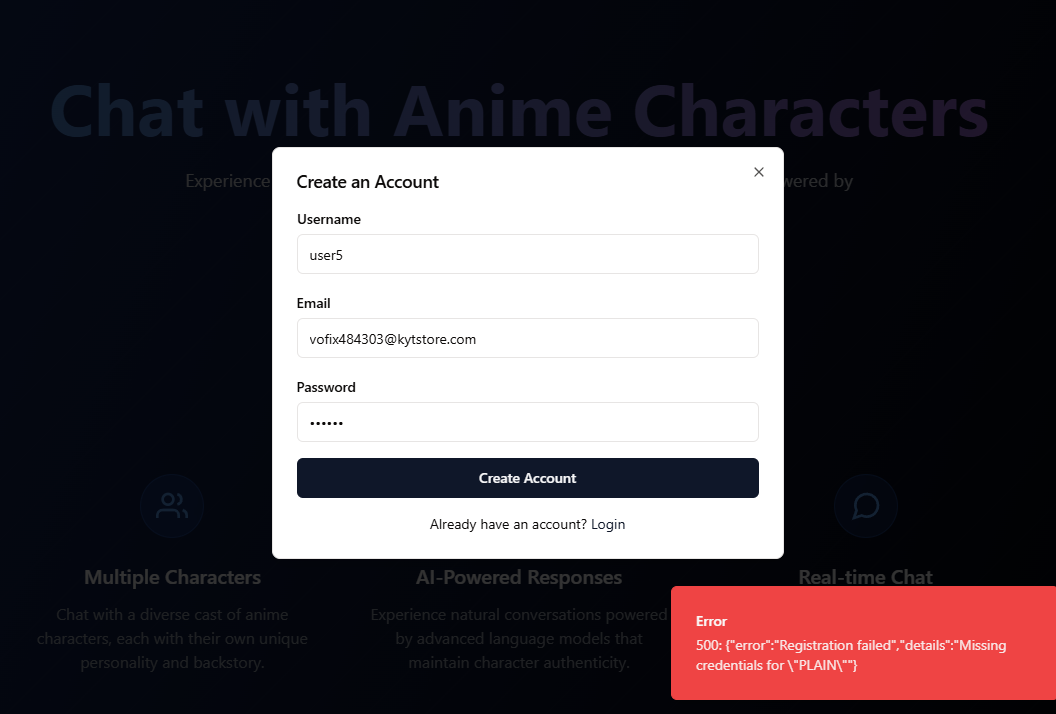 Chat with Anime Characters
Experience
wered by
Create an Account
Username
user5
Email
vofix484303@kytstore.com
Password
••••••
Create Account
Already have an account? Login
Multiple Characters
Chat with a diverse cast of anime
characters, each with their own unique
personality and backstory.
AI-Powered Responses
Experience natural conversations powered
by advanced language models that
maintain character authenticity.
Real-time Chat
Error
500: {"error":"Registration failed","details":"Missing
credentials for \"PLAIN\""}